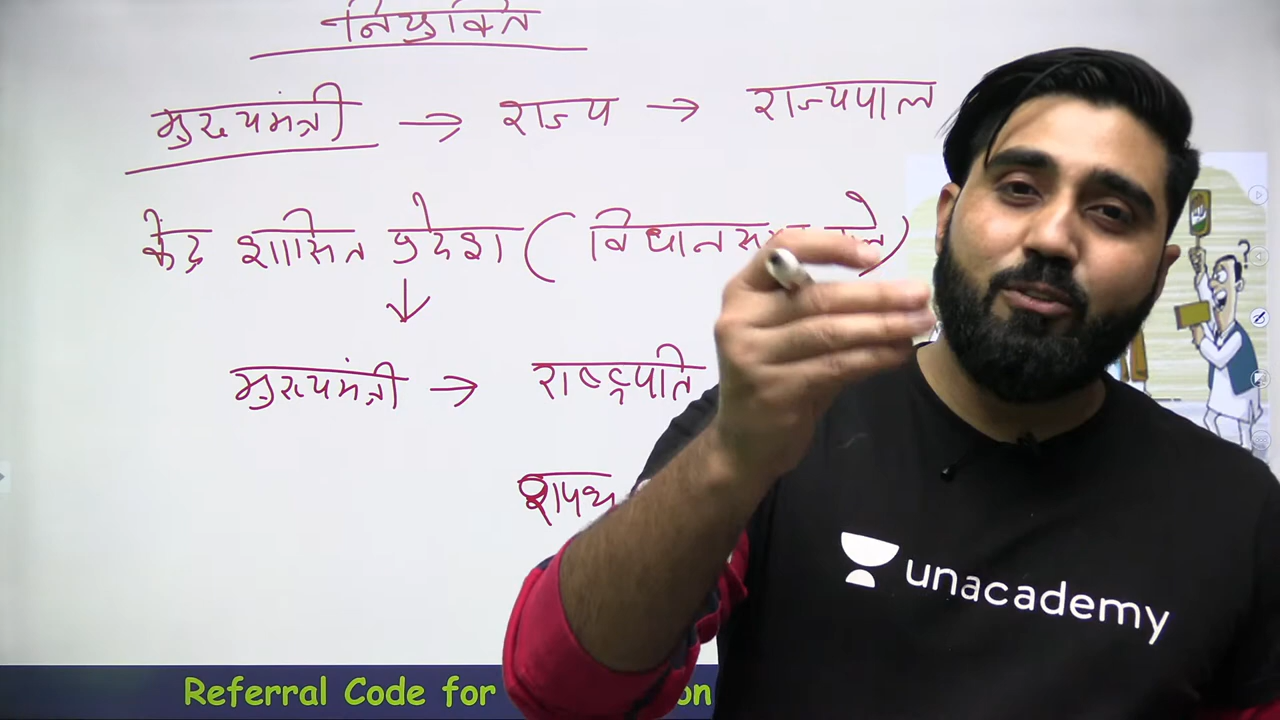 नियुक्ति
मुख्यमंत्री → राज्य → राज्यपाल
केंद्र शासित प्रदेश ( विधानसभा वाले)
↓
मुख्यमंत्री → राष्ट्रपति
शपथ
unacademy
Referral Code for